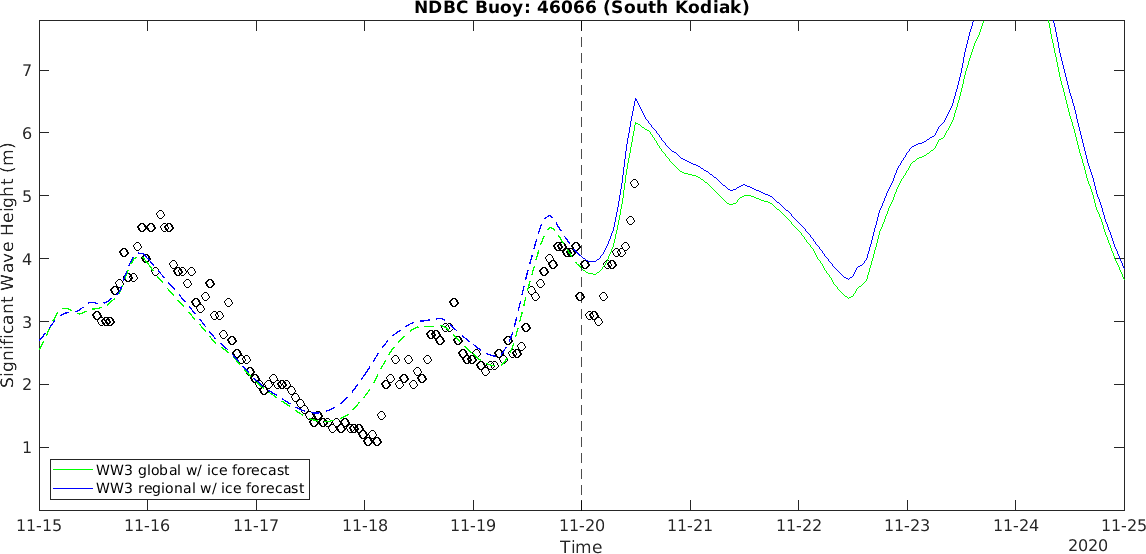 NDBC Buoy: 46066 (South Kodiak)
Significant Wave Height (m)
7
6
5
4
3
2
1
WW3 global w/ ice forecast
WW3 regional w/ ice forecast
11-15 11-16 11-17 11-18 11-19 11-20 11-21 11-22 11-23 11-24 11-25
Time
2020